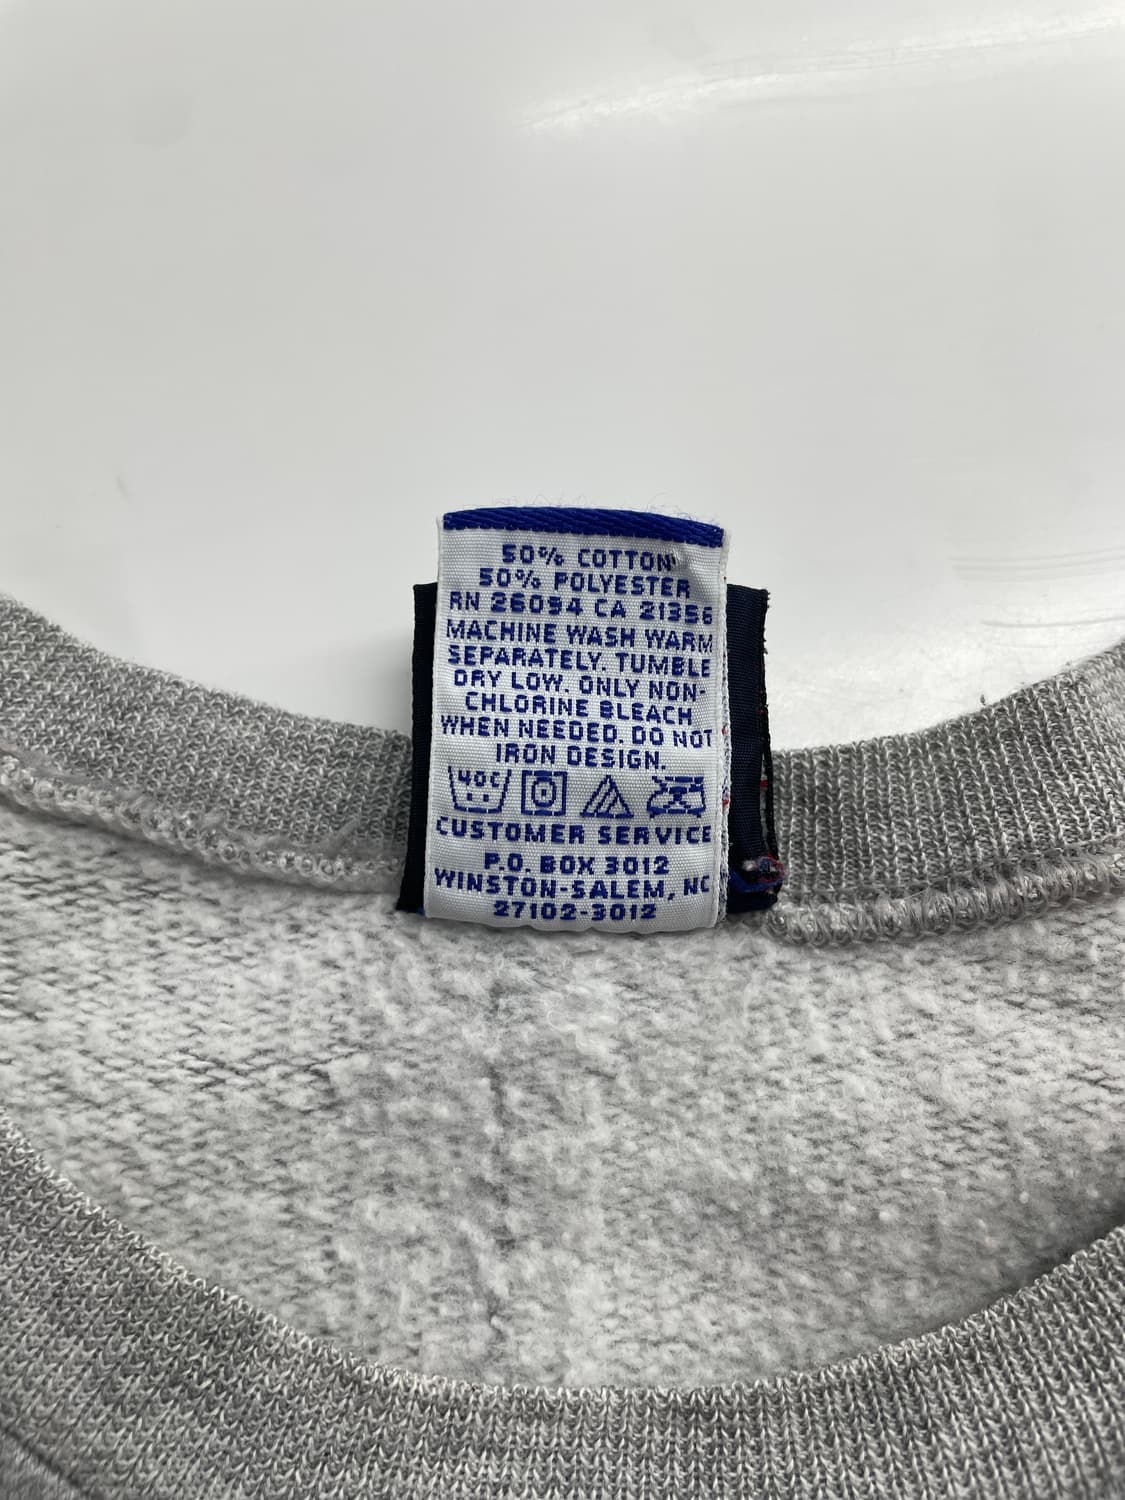 50% COTTON
50% POLYESTER
RN 26094 CA 21356
MACHINE WASH WARM
SEPARATELY. TUMBLE
DRY LOW. ONLY NON-
CHLORINE BLEACH
WHEN NEEDED. DO NOT
IRON DESIGN.
40C
CUSTOMER SERVICE
P.O. BOX 3012
WINSTON-SALEM, NC
27102-3012